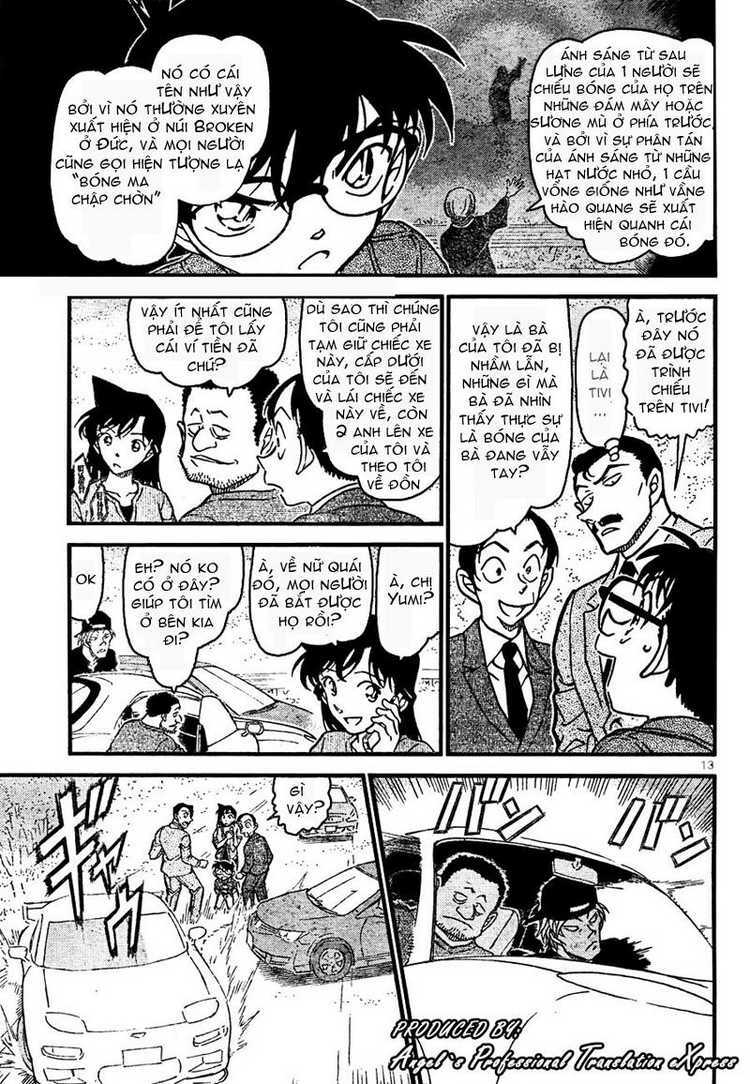 ÁNH SÁNG TỪ SAU
LƯNG CỦA 1 NGƯỜI SẼ
CHIẾU BÓNG CỦA HỌ TRÊN
NHỮNG ĐÁM MÂY HOẶC
SƯƠNG MÙ Ở PHÍA TRƯỚC
VÀ BỞI VÌ SỰ PHÂN TÁN
CỦA ÁNH SÁNG TỪ NHỮNG
HẠT NƯỚC NHỎ, 1 CẦU
VỒNG GIỐNG NHƯ VẦNG
HÀO QUANG SẼ XUẤT
HIỆN QUANH CÁI
BÓNG ĐÓ.
NÓ CÓ CÁI
TÊN NHƯ VẬY
BỞI VÌ NÓ THƯỜNG XUYÊN
XUẤT HIỆN Ở NÚI BROKEN
Ở ĐỨC, VÀ MỌI NGƯỜI
CŨNG GỌI HIỆN TƯỢNG LẠ
"BÓNG MA
CHẬP CHỜN"
À, TRƯỚC
ĐÂY NÓ
ĐÃ ĐƯỢC
TRÌNH
CHIẾU
TRÊN TIVI!
LẠI
LÀ
TIVI
...
VẬY LÀ BÀ
CỦA TÔI ĐÃ BỊ
NHẦM LẪN,
NHỮNG GÌ MÀ
BÀ ĐÃ NHÌN
THẤY THỰC SỰ
LÀ BÓNG CỦA
BÀ ĐANG VẪY
TAY?
DÙ SAO THÌ CHÚNG
TÔI CŨNG PHẢI
TẠM GIỮ CHIẾC XE
NÀY, CẤP DƯỚI
CỦA TÔI SẼ ĐẾN
VÀ LÁI CHIẾC XE
NÀY VỀ, CÒN
2 ANH LÊN XE
CỦA TÔI VÀ
THEO TÔI
VỀ ĐỒN
VẬY ÍT NHẤT CŨNG
PHẢI ĐỂ TÔI LẤY
CÁI VÍ TIỀN ĐÃ
CHỨ?
À, CHỊ
YUMI?
À, VỀ NỮ QUÁI
ĐÓ, MỌI NGƯỜI
ĐÃ BẮT ĐƯỢC
HỌ RỒI?
EH? NÓ KO
CÓ Ở ĐÂY?
GIÚP TÔI TÌM
Ở BÊN KIA
ĐI?
OK
13
バン
バン
GÌ
VẬY?
ギャ
PRODUCED BY:
Angel`s Professional Translation eXpress